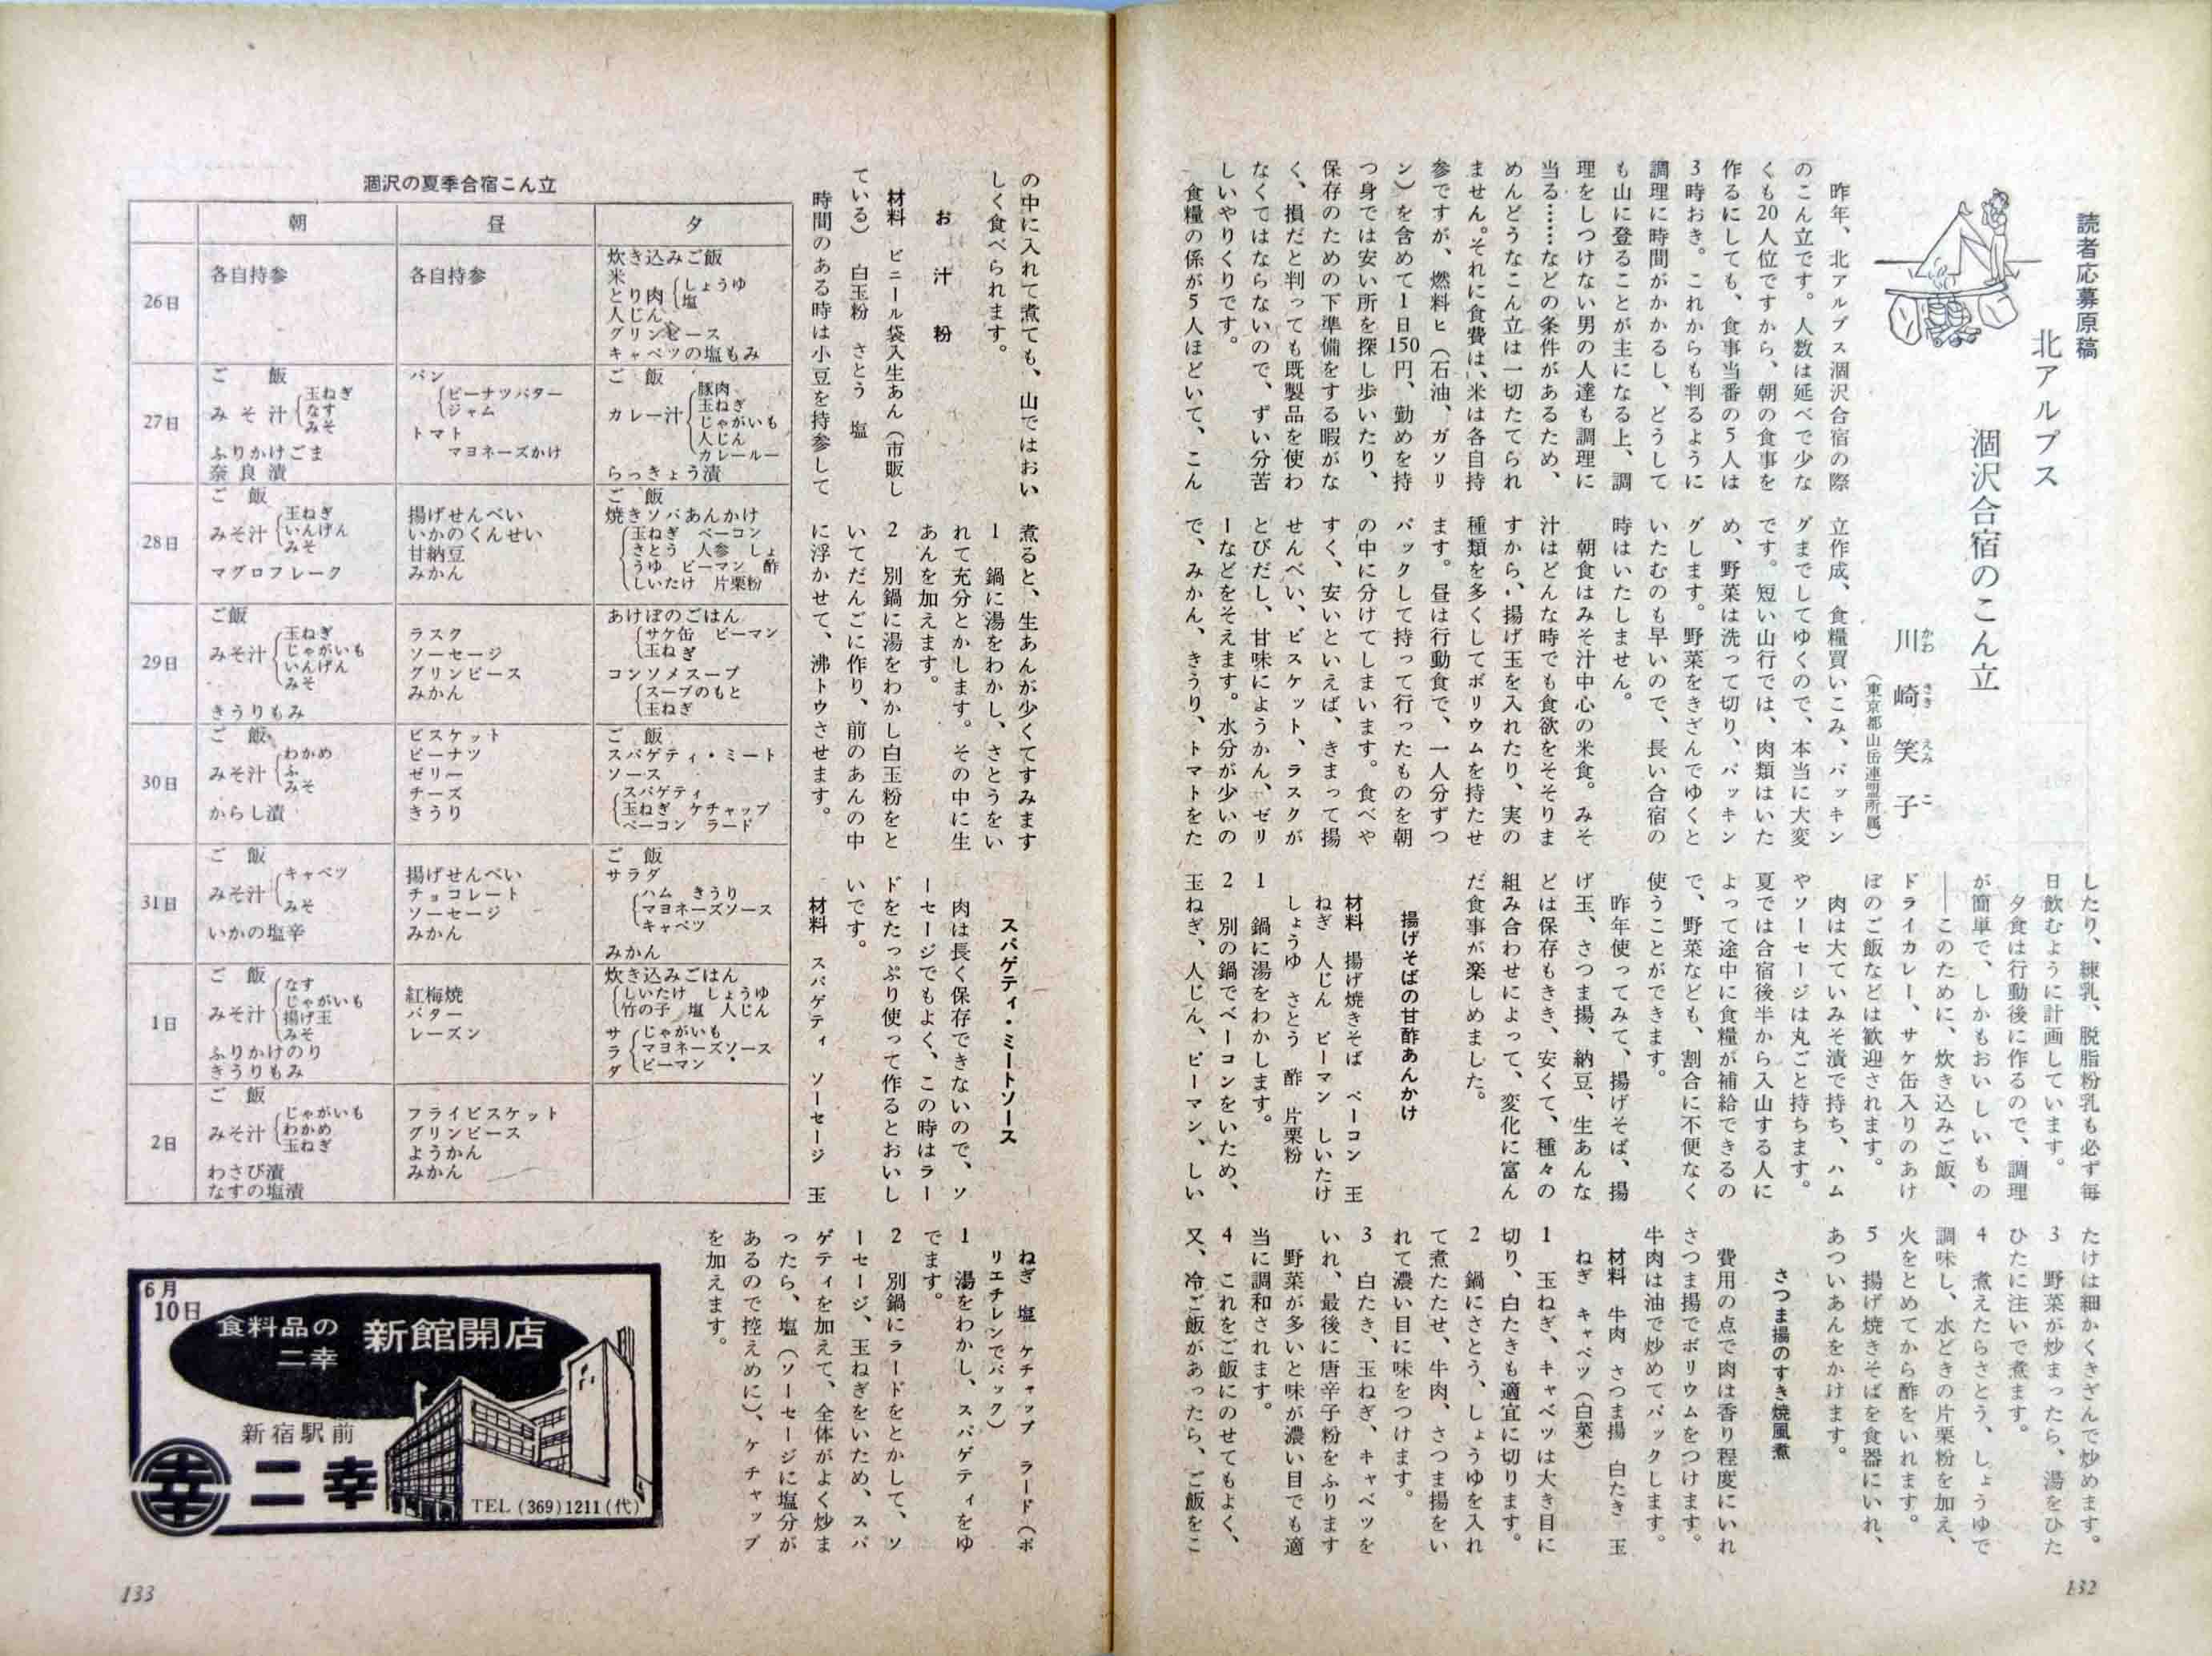 読者応募原稿
北アルプス
涸沢合宿のこん立
川崎笑子
かわさきえみこ
（東京都山岳連盟所属）
昨年、北アルプス涸沢合宿の際
のこん立です。人数は延べで少な
くも20人位ですから、朝の食事を
作るにしても、食事当番の5人は
3時おき。これからも判るように
調理に時間がかかるし、どうして
も山に登ることが主になる上、調
理をしつけない男の人達も調理に
当る……などの条件があるため、
めんどうなこん立は一切たてられ
ません。それに食費は、米は各自持
参ですが、燃料ヒ（石油、ガソリ
ン）を含めて1日150円、勤めを持
つ身では安い所を探し歩いたり、
保存のための下準備をする暇がな
く、損だと判っても既製品を使わ
なくてはならないので、ずい分苦
しいやりくりです。
食糧の係が5人ほどいて、こん
立作成、食糧買いこみ、パッキン
グまでしてゆくので、本当に大変
です。短い山行では、肉類はいた
め、野菜は洗って切り、パッキン
グします。野菜をきざんでゆくと
いたむのも早いので、長い合宿の
時はいたしません。
朝食はみそ汁中心の米食。みそ
汁はどんな時でも食欲をそそりま
すから、揚げ玉を入れたり、実の
種類を多くしてボリウムを持たせ
ます。昼は行動食で、一人分ずつ
パックして持って行ったものを朝
の中に分けてしまいます。食べや
すく、安いといえば、きまって揚
せんべい、ビスケット、ラスクが
とびだし、甘味にようかん、ゼリ
ーなどをそえます。水分が少いの
で、みかん、きうり、トマトをた
したり、練乳、脱脂粉乳も必ず毎
日飲むように計画しています。
夕食は行動後に作るので、調理
が簡単で、しかもおいしいもの
――このために、炊き込みご飯、
ドライカレー、サケ缶入りのあけ
ぼのご飯などは歓迎されます。
肉は大ていみそ漬で持ち、ハム
やソーセージは丸ごと持ちます。
夏では合宿後半から入山する人に
よって途中に食糧が補給できるの
で、野菜なども、割合に不便なく
使うことができます。
昨年使ってみて、揚げそば、揚
げ玉、さつま揚、納豆、生あんな
どは保存もきき、安くて、種々の
組み合わせによって、変化に富ん
だ食事が楽しめました。
揚げそばの甘酢あんかけ
材料　揚げ焼きそば　ベーコン　玉
ねぎ　人じん　ピーマン　しいたけ
しょうゆ　さとう　酢　片栗粉
1　鍋に湯をわかします。
2　別の鍋でベーコンをいため、
玉ねぎ、人じん、ピーマン、しい
たけは細かくきざんで炒めます。
3　野菜が炒まったら、湯をひた
ひたに注いで煮ます。
4　煮えたらさとう、しょうゆで
調味し、水どきの片栗粉を加え、
火をとめてから酢をいれます。
5　揚げ焼きそばを食器にいれ、
あついあんをかけます。
さつま揚のすき焼風煮
費用の点で肉は香り程度にいれ
さつま揚でボリウムをつけます。
牛肉は油で炒めてパックします。
材料　牛肉　さつま揚　白たき　玉
ねぎ　キャベツ（白菜）
1　玉ねぎ、キャベツは大き目に
切り、白たきも適宜に切ります。
2　鍋にさとう、しょうゆを入れ
て煮たたせ、牛肉、さつま揚をい
れて濃い目に味をつけます。
3　白たき、玉ねぎ、キャベツを
いれ、最後に唐辛子粉をふります
野菜が多いと味が濃い目でも適
当に調和されます。
4　これをご飯にのせてもよく、
又、冷ご飯があったら、ご飯をこ
132
の中に入れて煮ても、山ではおい
しく食べられます。
お汁粉
材料　ビニール袋入生あん（市販し
ている）　白玉粉　さとう　塩
時間のある時は小豆を持参して
煮ると、生あんが少くてすみます
1　鍋に湯をわかし、さとうをい
れて充分とかします。その中に生
あんを加えます。
2　別鍋に湯をわかし白玉粉をと
いてだんごに作り、前のあんの中
に浮かせて、沸トウさせます。
スパゲティ・ミートソース
肉は長く保存できないので、ソ
ーセージでもよく、この時はラー
ドをたっぷり使って作るとおいし
いです。
材料　スパゲティ　ソーセージ　玉
ねぎ　塩　ケチャップ　ラード（ポ
リエチレンでパック）
1　湯をわかし、スパゲティをゆ
でます。
2　別鍋にラードをとかして、ソ
ーセージ、玉ねぎをいため、スパ
ゲティを加えて、全体がよく炒ま
ったら、塩（ソーセージに塩分が
あるので控えめに）、ケチャップ
を加えます。
涸沢の夏季合宿こん立
朝　昼　夕
26日
各自持参
各自持参
炊き込みご飯
米
とり肉｛しょうゆ
塩
人じん
グリンピース
キャベツの塩もみ
27日
ご飯
みそ汁｛玉ねぎ
なす
みそ
ふりかけごま
奈良漬
パン
｛ピーナツバター
ジャム
トマト
マヨネーズかけ
ご飯
カレー汁｛豚肉
玉ねぎ
じゃがいも
人じん
カレールー
らっきょう漬
28日
ご飯
みそ汁｛玉ねぎ
いんげん
みそ
マグロフレーク
揚げせんべい
いかのくんせい
甘納豆
みかん
ご飯
焼きソバあんかけ
｛玉ねぎ　ベーコン
さとう　人参　しょ
うゆ　ピーマン　酢
しいたけ　片栗粉
29日
ご飯
みそ汁｛玉ねぎ
じゃがいも
いんげん
みそ
きうりもみ
ラスク
ソーセージ
グリンピース
みかん
あけぼのごはん
｛サケ缶　ピーマン
玉ねぎ
コンソメスープ
｛スープのもと
玉ねぎ
30日
ご飯
みそ汁｛わかめ
ふ
みそ
からし漬
ビスケット
ピーナツ
ゼリー
チーズ
きうり
ご飯
スパゲティ・ミート
ソース
｛スパゲティ
玉ねぎ　ケチャップ
ベーコン　ラード
31日
ご飯
みそ汁｛キャベツ
みそ
いかの塩辛
揚げせんべい
チョコレート
ソーセージ
みかん
ご飯
サラダ
｛ハム　きうり
マヨネーズソース
キャベツ
みかん
1日
ご飯
みそ汁｛なす
じゃがいも
揚げ玉
みそ
ふりかけのり
きうりもみ
紅梅焼
バター
レーズン
炊き込みごはん
｛しいたけ　しょうゆ
竹の子　塩　人じん
サラダ｛じゃがいも
マヨネーズソース
ピーマン
2日
ご飯
みそ汁｛じゃがいも
わかめ
玉ねぎ
わさび漬
なすの塩漬
フライビスケット
グリンピース
ようかん
みかん
6月
10日
食料品の
二幸
新館開店
新宿駅前
幸
二幸
TEL (369)1211(代)
133